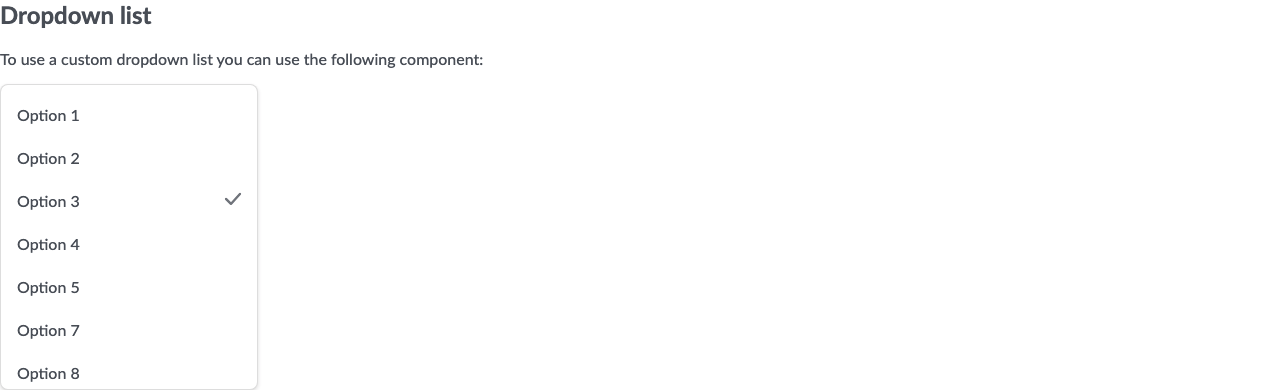 Dropdown list
To use a custom dropdown list you can use the following component:
Option 1
Option 2
Option 3
Option 4
Option 5
Option 7
Option 8